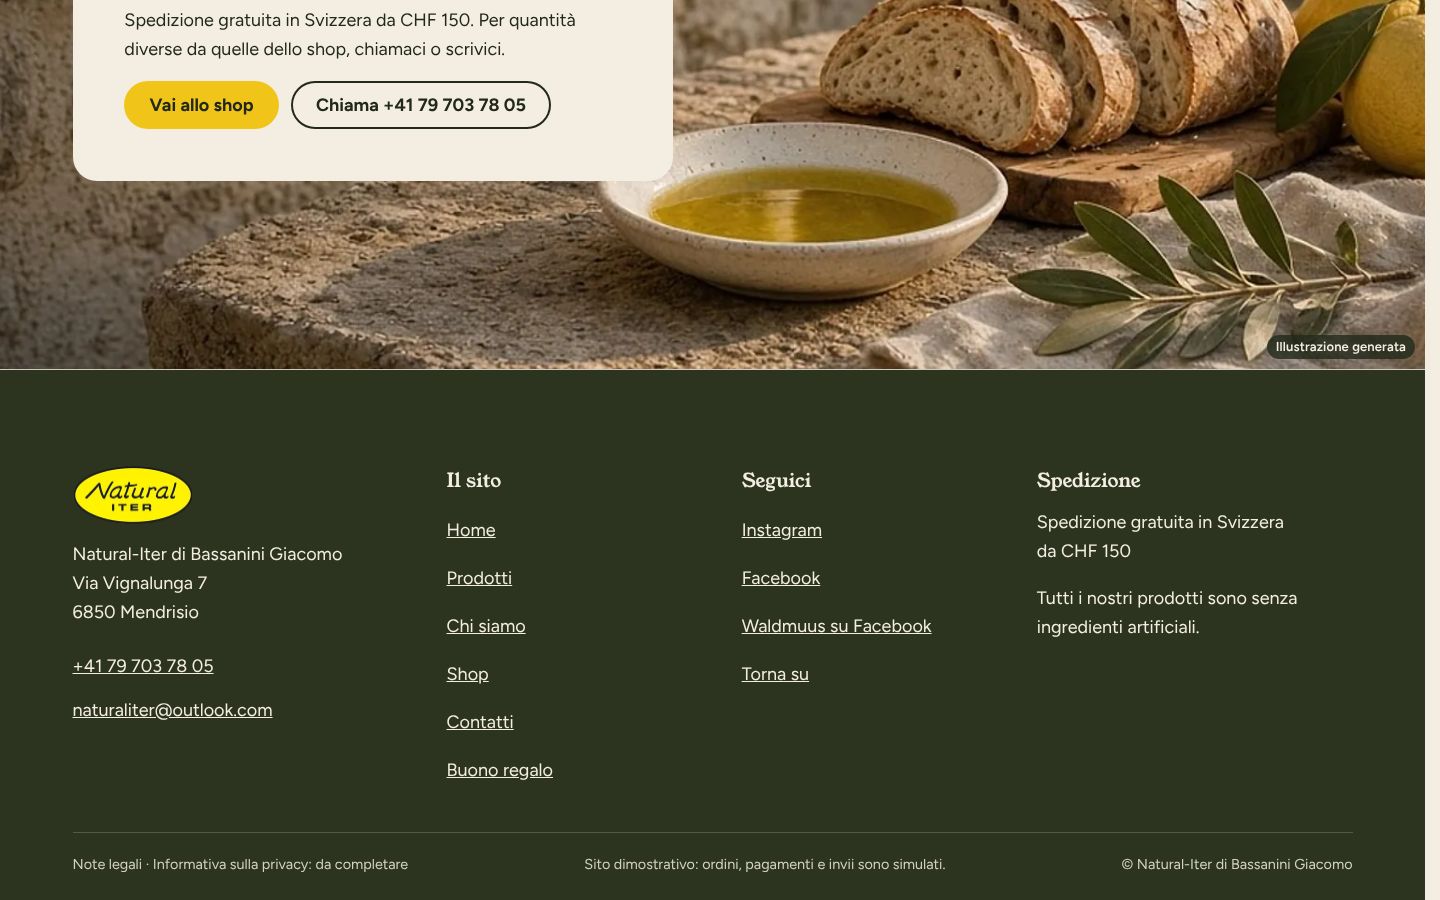 Spedizione gratuita in Svizzera da CHF 150. Per quantità
diverse da quelle dello shop, chiamaci o scrivici.
Vai allo shop
Chiama +41 79 703 78 05
Illustrazione generata
Natural
ITER
Natural-Iter di Bassanini Giacomo
Via Vignalunga 7
6850 Mendrisio
+41 79 703 78 05
naturaliter@outlook.com
Il sito
Home
Prodotti
Chi siamo
Shop
Contatti
Buono regalo
Seguici
Instagram
Facebook
Waldmuus su Facebook
Torna su
Spedizione
Spedizione gratuita in Svizzera
da CHF 150
Tutti i nostri prodotti sono senza
ingredienti artificiali.
Note legali · Informativa sulla privacy: da completare
Sito dimostrativo: ordini, pagamenti e invii sono simulati.
© Natural-Iter di Bassanini Giacomo